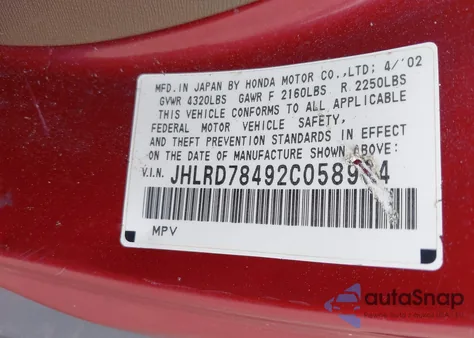 MFD. IN JAPAN BY HONDA MOTOR CO.,LTD; 4/'02
GVWR 4320LBS GAWR F 2160LBS R 2250LBS
THIS VEHICLE CONFORMS TO ALL APPLICABLE
FEDERAL MOTOR VEHICLE SAFETY,
AND THEFT PREVENTION STANDARDS IN EFFECT
ON THE DATE OF MANUFACTURE SHOWN ABOVE:
V.I.N.
MPV
autoSnap